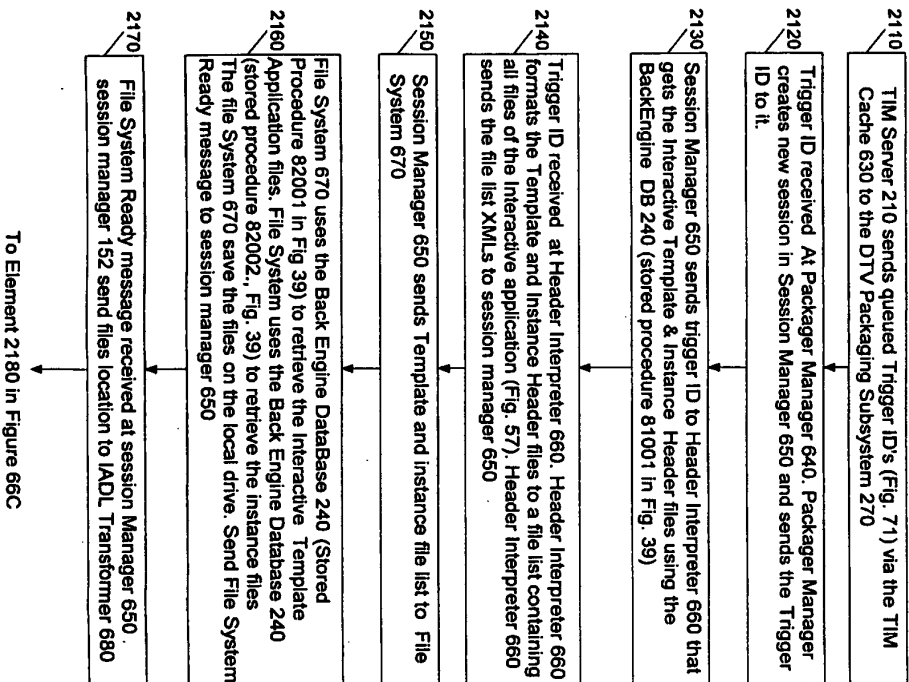 2110
TIM Server 210 sends queued Trigger ID's (Fig. 71) via the TIM
Cache 630 to the DTV Packaging Subsystem 270
2120
Trigger ID received At Packager Manager 640. Packager Manager
creates new session in Session Manager 650 and sends the Trigger
ID to it.
2130
Session Manager 650 sends trigger ID to Header Interpreter 660 that
gets the Interactive Template & Instance Header files using the
BackEngine DB 240 (stored procedure 81001 in Fig. 39)
2140
Trigger ID received at Header Interpreter 660. Header Interpreter 660
formats the Template and Instance Header files to a file list containing
all files of the Interactive application (Fig. 57). Header Interpreter 660
sends the file list XMLs to session manager 650
2150
Session Manager 650 sends Template and instance file list to File
System 670
2160
File System 670 uses the Back Engine DataBase 240 (Stored
Procedure 82001 in Fig 39) to retrieve the Interactive Template
Application files. File System uses the Back Engine Database 240
(stored procedure 82002., Fig. 39) to retrieve the instance files
The file System 670 save the files on the local drive. Send File System
Ready message to session manager 650
2170
File System Ready message received at session Manager 650.
session manager 152 send files location to IADL Transformer 680
To Element 2180 in Figure 66C